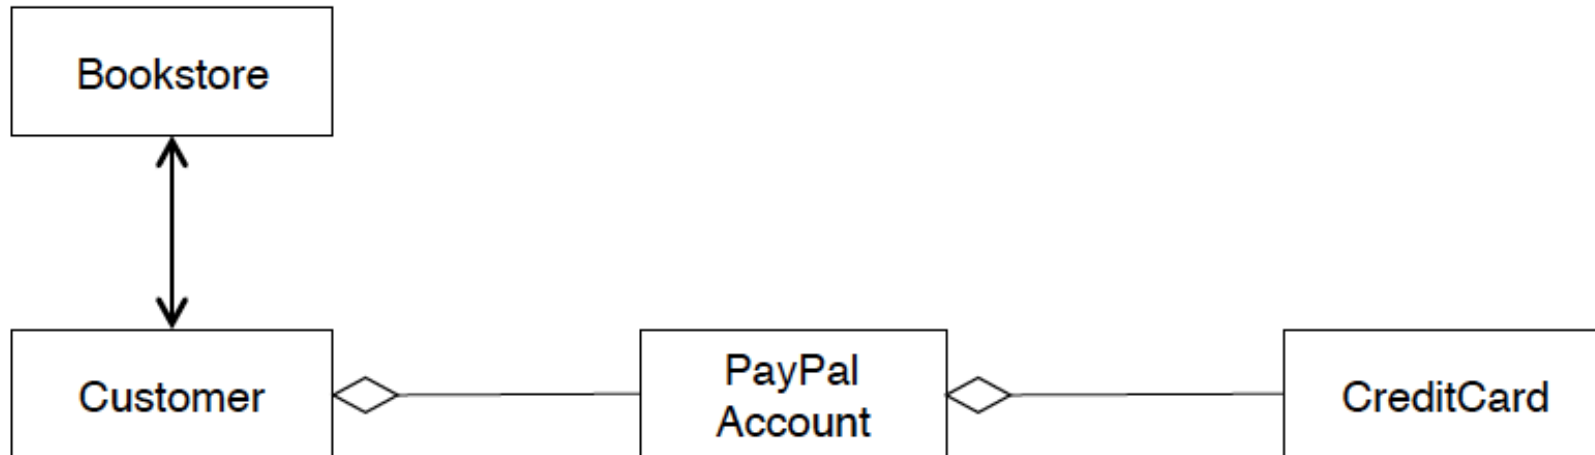 Bookstore
Customer
PayPal
Account
CreditCard